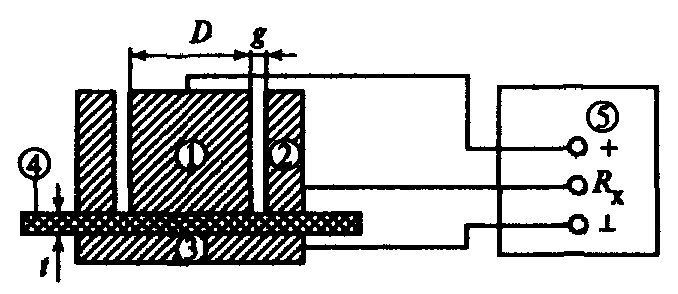 D g
⑤
① ② +
④ Rₓ
⊥
③
t